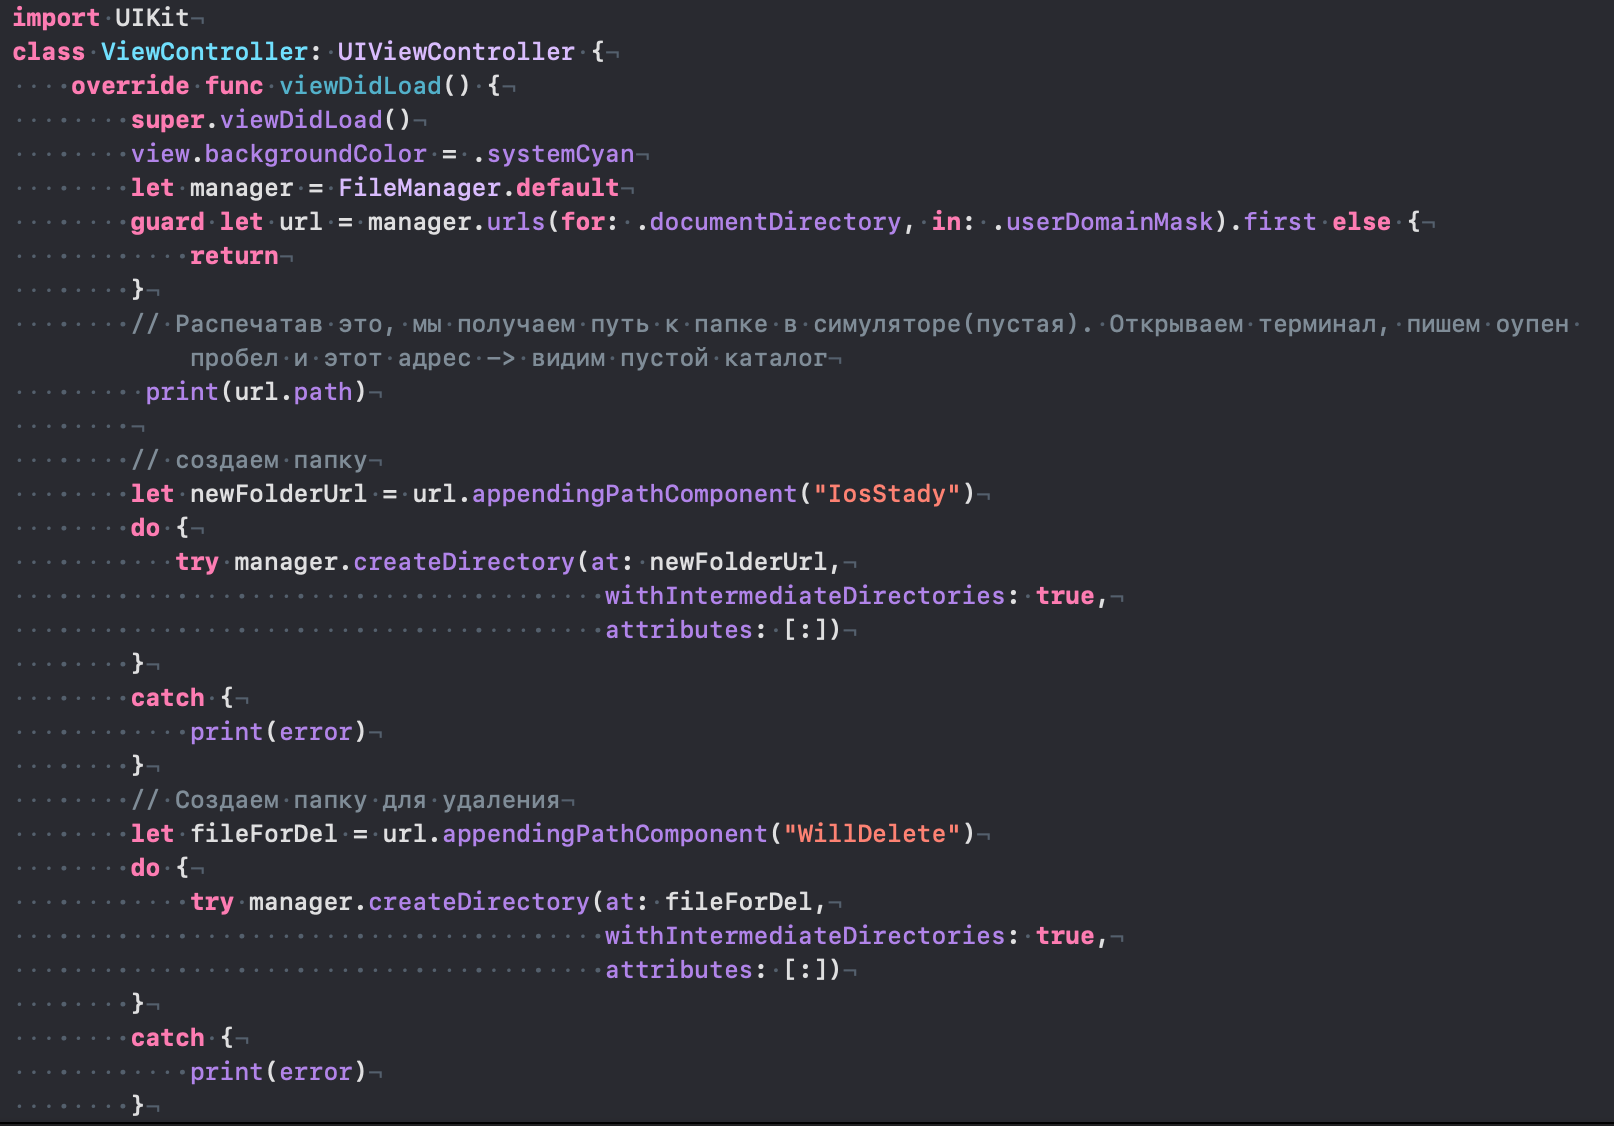 import UIKit
class ViewController: UIViewController {
    override func viewDidLoad() {
        super.viewDidLoad()
        view.backgroundColor = .systemCyan
        let manager = FileManager.default
        guard let url = manager.urls(for: .documentDirectory, in: .userDomainMask).first else {
            return
        }
        // Распечатав это, мы получаем путь к папке в симуляторе(пустая). Открываем терминал, пишем оупен
            пробел и этот адрес —> видим пустой каталог
         print(url.path)
        
        // создаем папку
        let newFolderUrl = url.appendingPathComponent("IosStady")
        do {
           try manager.createDirectory(at: newFolderUrl,
                                        withIntermediateDirectories: true,
                                        attributes: [:])
        }
        catch {
            print(error)
        }
        // Создаем папку для удаления
        let fileForDel = url.appendingPathComponent("WillDelete")
        do {
            try manager.createDirectory(at: fileForDel,
                                        withIntermediateDirectories: true,
                                        attributes: [:])
        }
        catch {
            print(error)
        }